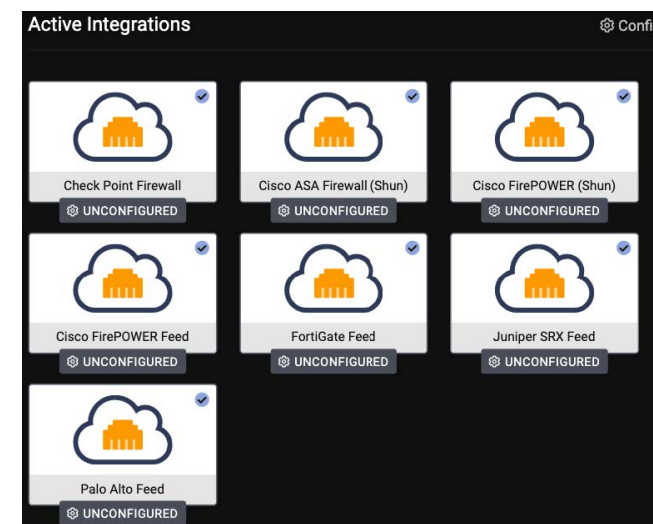 Active Integrations
Confi
Check Point Firewall
Cisco ASA Firewall (Shun)
Cisco FirePOWER (Shun)
UNCONFIGURED
UNCONFIGURED
UNCONFIGURED
Cisco FirePOWER Feed
FortiGate Feed
Juniper SRX Feed
UNCONFIGURED
UNCONFIGURED
UNCONFIGURED
Palo Alto Feed
UNCONFIGURED